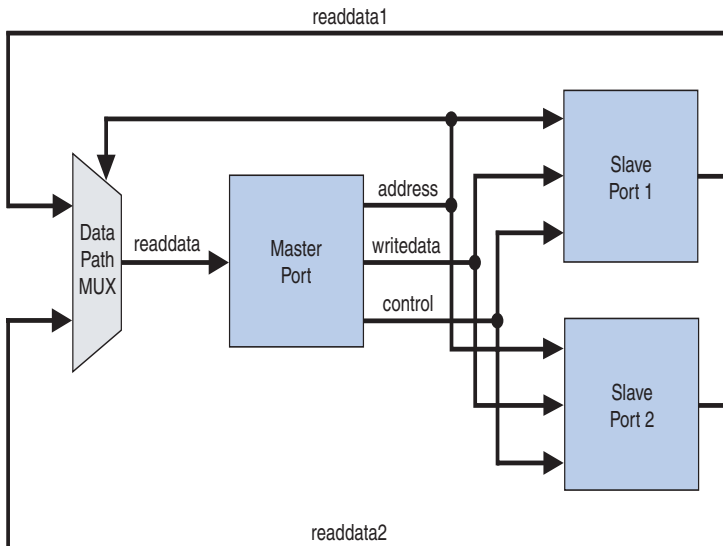 readdata1
Slave
Port 1
address
Data
Path
MUX
readdata
Master
Port
writedata
control
Slave
Port 2
readdata2